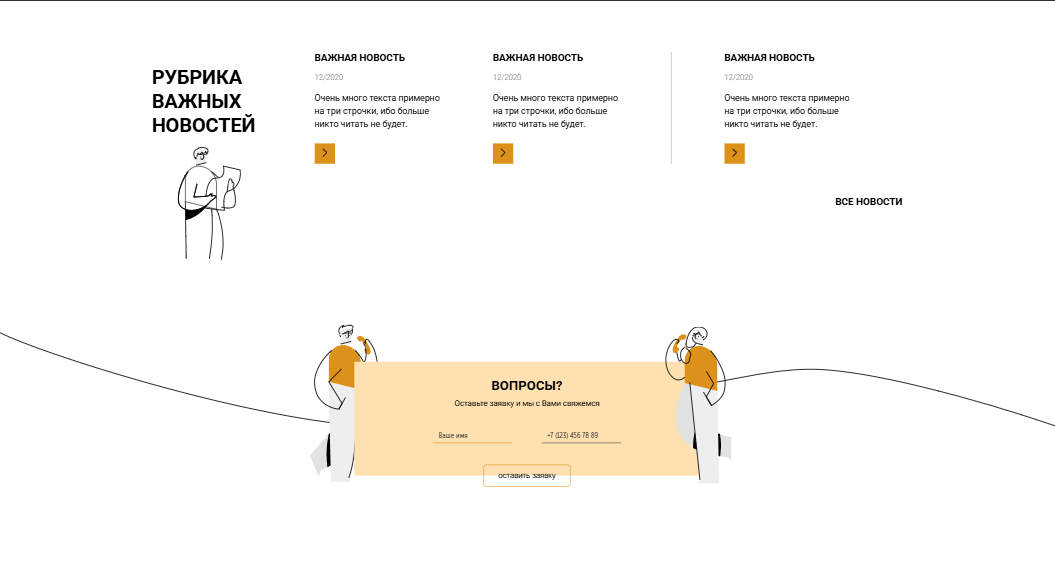 РУБРИКА
ВАЖНЫХ
НОВОСТЕЙ
ВАЖНАЯ НОВОСТЬ
12/2020
Очень много текста примерно
на три строчки, ибо больше
никто читать не будет.
ВАЖНАЯ НОВОСТЬ
12/2020
Очень много текста примерно
на три строчки, ибо больше
никто читать не будет.
ВАЖНАЯ НОВОСТЬ
12/2020
Очень много текста примерно
на три строчки, ибо больше
никто читать не будет.
ВСЕ НОВОСТИ
ВОПРОСЫ?
Оставьте заявку и мы с Вами свяжемся
Ваше имя
+7 (123) 456 78 89
оставить заявку